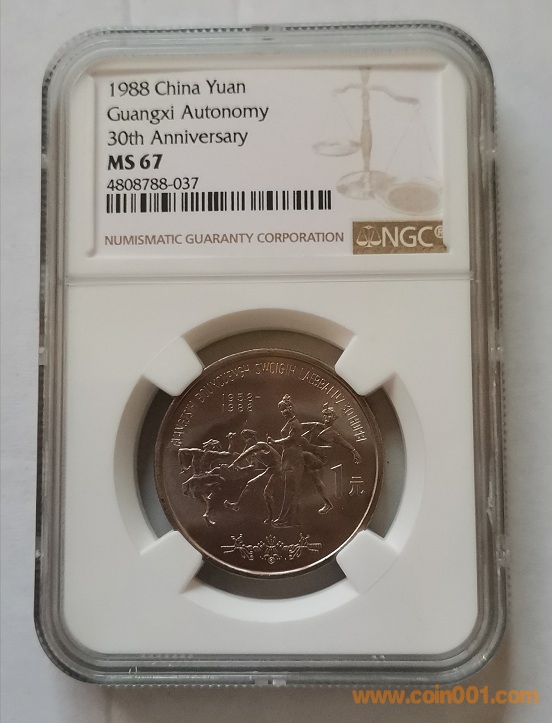 1988 China Yuan
Guangxi Autonomy
30th Anniversary
MS 67
4808788-037
NUMISMATIC GUARANTY CORPORATION
NGC®
1958-
1988
1元
www.coin001.com